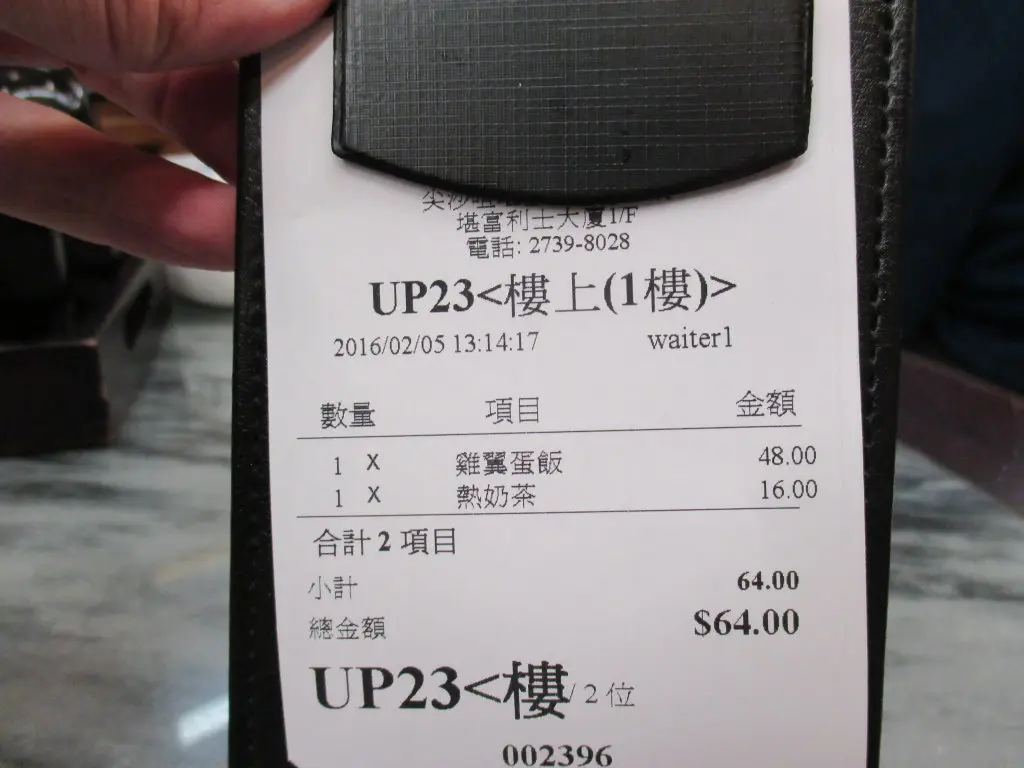 尖沙咀
堪富利士大廈1/F
電話: 2739-8028
UP23<樓上(1樓)>
2016/02/05 13:14:17 waiter1
數量 項目 金額
1 X 雞翼蛋飯 48.00
1 X 熱奶茶 16.00
合計 2 項目
小計 64.00
總金額 $64.00
UP23<樓/ 2 位
002396